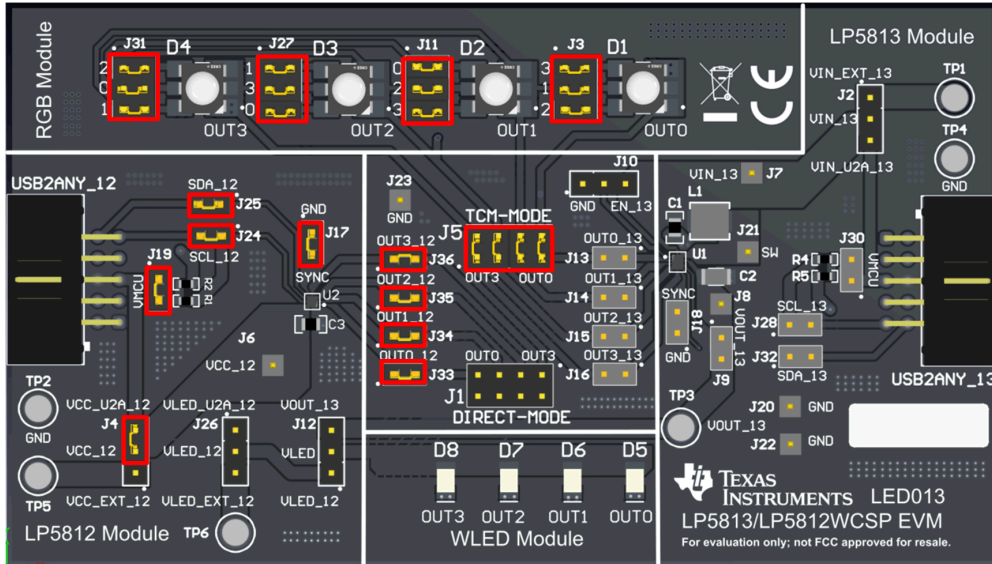 RGB Module
J31 D4 J27 D3 J11 D2 J3 D1
2 1 0 3
0 3 2 1
1 0 3 2
OUT3 OUT2 OUT1 OUT0
LP5813 Module
VIN_EXT_13 TP1
J2
VIN_13 TP4
VIN_U2A_13 GND
USB2ANY_12
SDA_12
J25
J24
SCL_12
GND
J17
SYNC
J19
VMCU
R2
R1
U2
C3
J6
VCC_12
TP2
GND
VCC_U2A_12 VLED_U2A_12 VOUT_13
J4 J26 J12
VCC_12 VLED_12 VLED
TP5
VCC_EXT_12 VLED_EXT_12 VLED_12
LP5812 Module TP6
J23
GND
J10
GND EN_13
TCM-MODE
J5
OUT3 OUT0
OUT3_12 OUT0_13
J36 J13
OUT2_12 OUT1_13
J35 J14
OUT1_12 OUT2_13
J34 J15
OUT0_12 OUT3_13
J33 J16
OUT0 OUT3
J1
DIRECT-MODE
VIN_13 J7
L1
C1
J21
SW
U1
C2
SYNC
J18
GND
J8
VOUT_13
J9
R4
R5
J30
VMCU
SCL_13
J28
J32
SDA_13
USB2ANY_13
TP3
VOUT_13
J20 GND
J22 GND
D8 D7 D6 D5
OUT3 OUT2 OUT1 OUT0
WLED Module
TEXAS
INSTRUMENTS LED013
LP5813/LP5812WCSP EVM
For evaluation only; not FCC approved for resale.